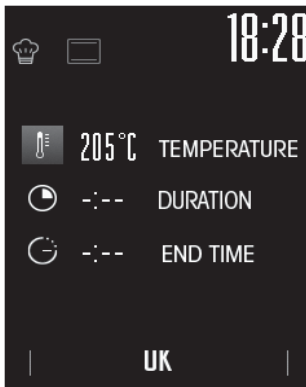 18:28
205°C TEMPERATURE
-:-- DURATION
-:-- END TIME
UK